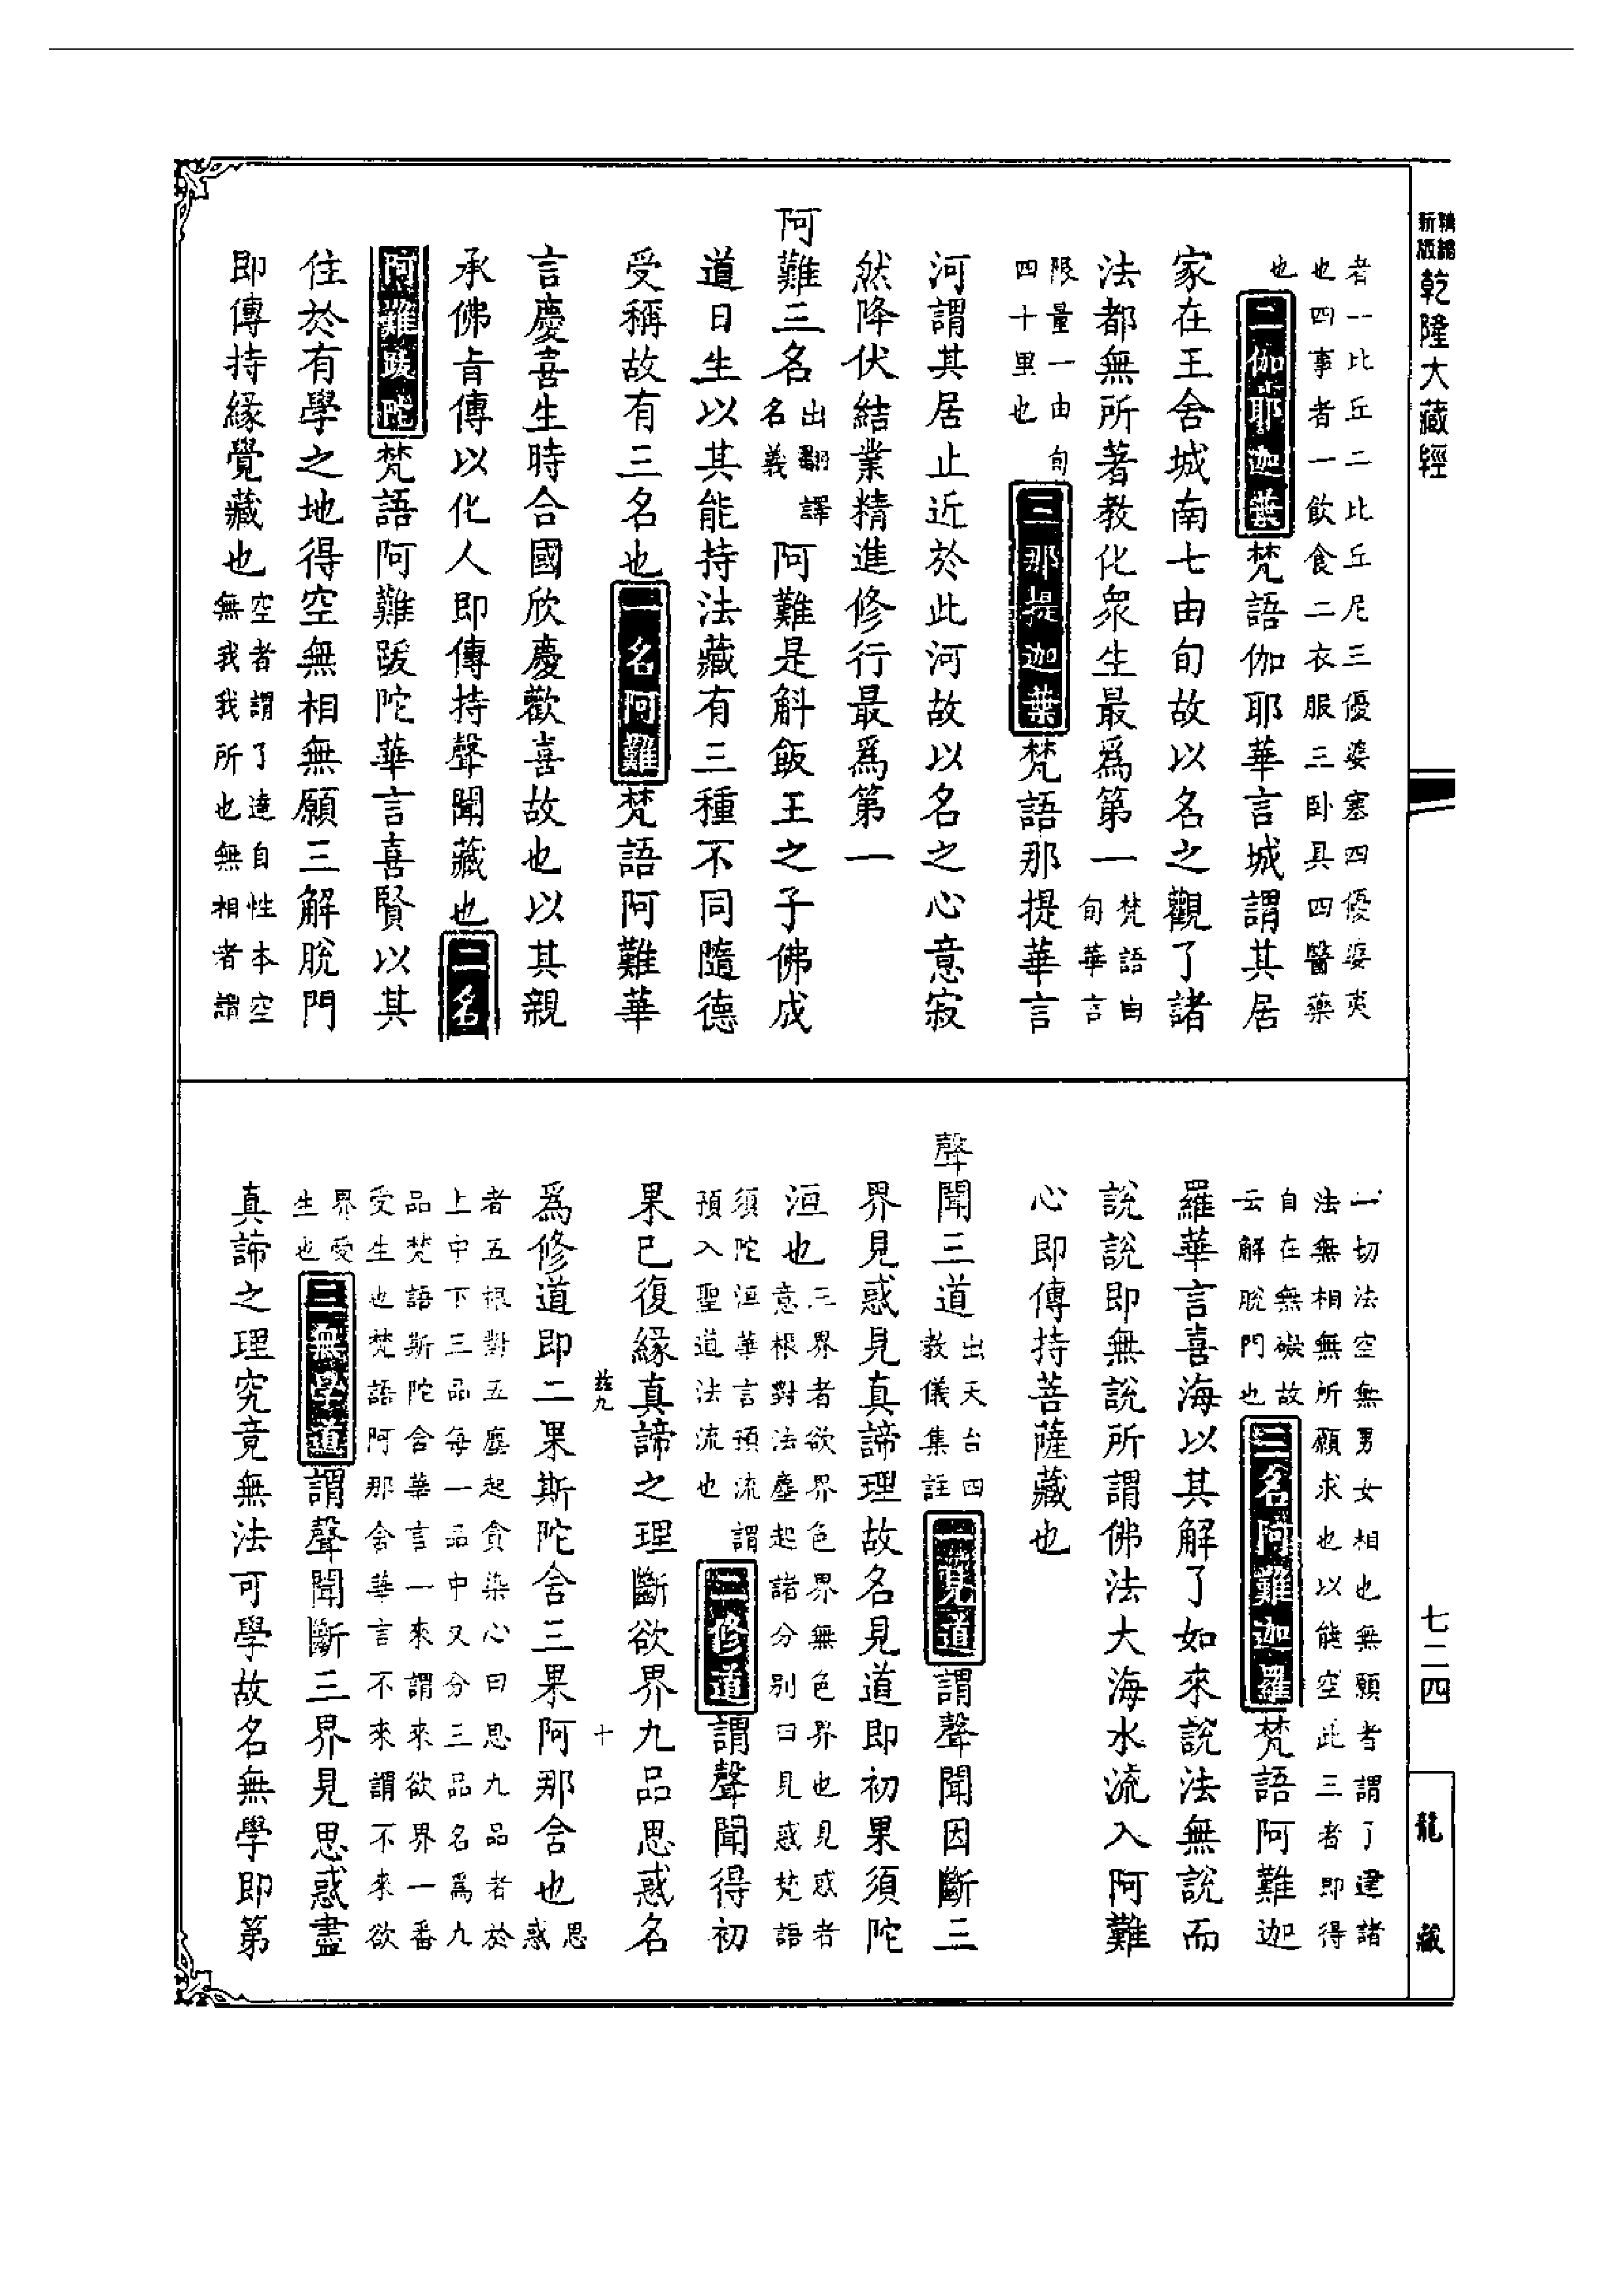 新編縮版 乾隆大藏經
者一比丘二比丘尼三優婆塞四優婆夷
也四事者一飲食二衣服三卧具四醫藥
也二伽耶迦葉梵語伽耶華言城謂其居
家在王舍城南七由旬故以名之觀了諸
法都無所著教化衆生最爲第一梵語由
旬華言
限量一由旬
四十里也三那提迦葉梵語那提華言
河謂其居止近於此河故以名之心意寂
然降伏結業精進修行最爲第一
阿難三名出翻譯
名義阿難是斛飯王之子佛成
道日生以其能持法藏有三種不同隨德
受稱故有三名也一名阿難梵語阿難華
言慶喜生時合國欣慶歡喜故也以其親
承佛旨傳以化人即傳持聲聞藏也二名
阿難跋陀梵語阿難跋陀華言喜賢以其
住於有學之地得空無相無願三解脫門
即傳持緣覺藏也空者謂了達自性本空
無我我所也無相者謂
一切法空無男女相也無願者謂了達諸
法無相無所願求也以能空此三者即得
自在無礙故
云解脫門也三名阿難迦羅梵語阿難迦
羅華言喜海以其解了如來說法無說而
說說即無說所謂佛法大海水流入阿難
心即傳持菩薩藏也
聲聞三道出天台四
教儀集註一見道謂聲聞因斷三
界見惑見真諦理故名見道即初果須陀
洹也三界者欲界色界無色界也見惑者
意根對法塵起諸分別曰見惑梵語
須陀洹華言預流謂
預入聖道法流也二修道謂聲聞得初
果已復緣真諦之理斷欲界九品思惑名
茲九 十
爲修道即二果斯陀含三果阿那含也思
惑
者五根對五塵起貪染心曰思九品者於
上中下三品每一品中又分三品名爲九
品梵語斯陀含華言一來謂來欲界一番
受生也梵語阿那含華言不來謂不來欲
界受
生也三無學道謂聲聞斷三界見思惑盡
真諦之理究竟無法可學故名無學即第
七二四
龍藏